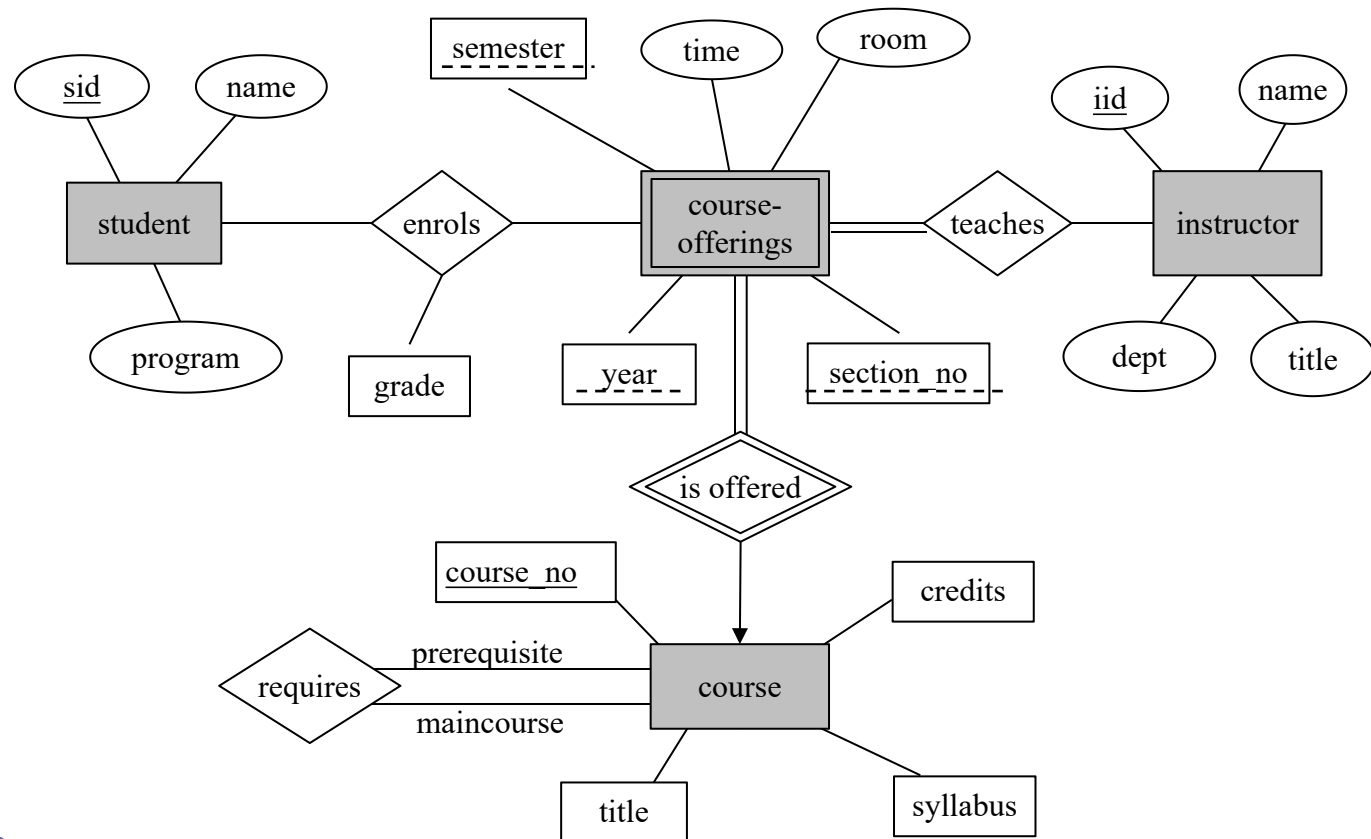 semester
time
room
sid
name
iid
name
student
enrols
course-
offerings
teaches
instructor
program
grade
year
section_no
dept
title
is offered
course_no
credits
requires
prerequisite
maincourse
course
title
syllabus